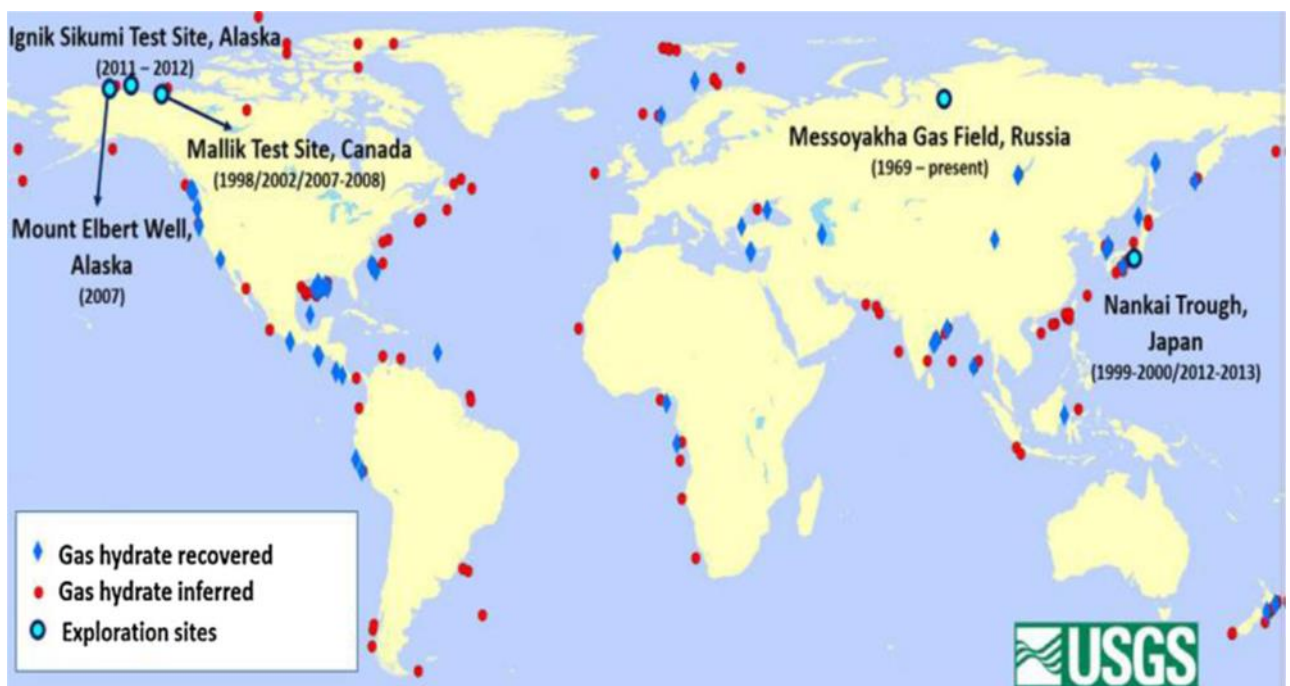 Ignik Sikumi Test Site, Alaska
(2011 – 2012)
Mallik Test Site, Canada
(1998/2002/2007-2008)
Mount Elbert Well,
Alaska
(2007)
Messoyakha Gas Field, Russia
(1969 – present)
Nankai Trough,
Japan
(1999-2000/2012-2013)
Gas hydrate recovered
Gas hydrate inferred
Exploration sites
USGS